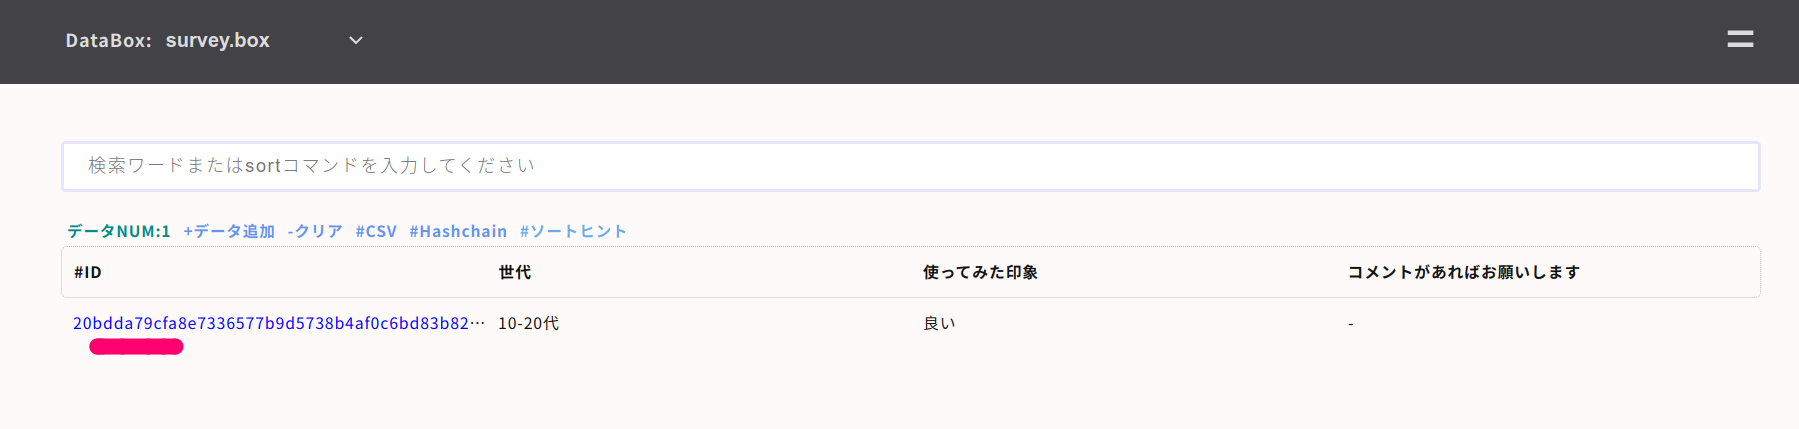 DataBox: survey.box
検索ワードまたはsortコマンドを入力してください
データNUM:1 +データ追加 -クリア #CSV #Hashchain #ソートヒント
#ID 世代 使ってみた印象 コメントがあればお願いします
20bdda79cfa8e7336577b9d5738b4af0c6bd83b82… 10-20代 良い -